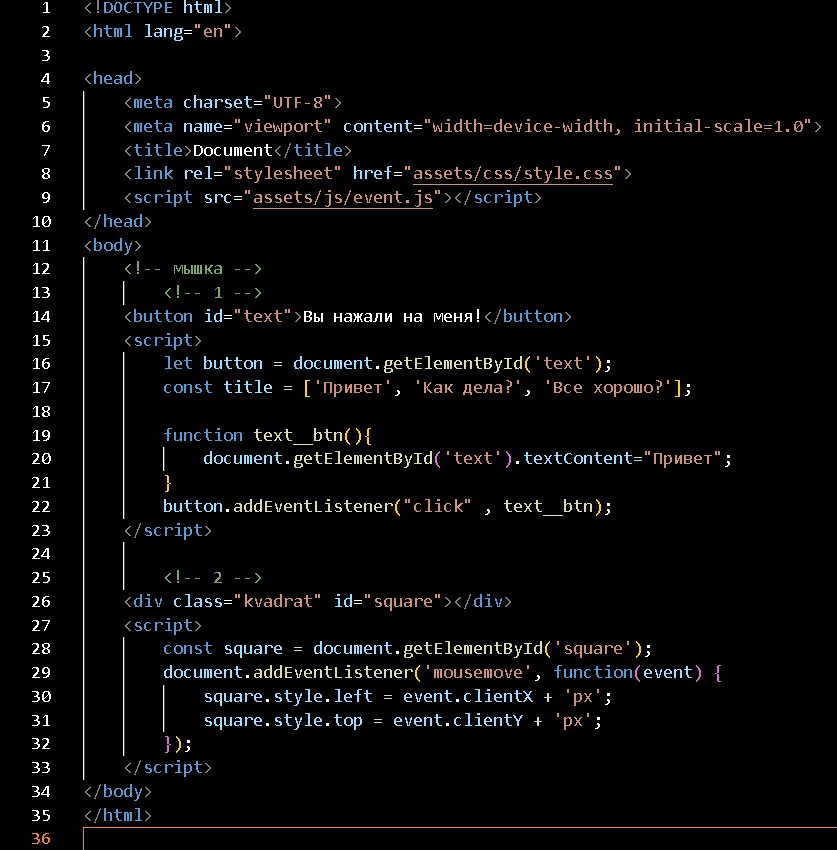 1 <!DOCTYPE html>
2 <html lang="en">
3
4 <head>
5     <meta charset="UTF-8">
6     <meta name="viewport" content="width=device-width, initial-scale=1.0">
7     <title>Document</title>
8     <link rel="stylesheet" href="assets/css/style.css">
9     <script src="assets/js/event.js"></script>
10 </head>
11 <body>
12     <!-- мышка -->
13         <!-- 1 -->
14     <button id="text">Вы нажали на меня!</button>
15     <script>
16         let button = document.getElementById('text');
17         const title = ['Привет', 'Как дела?', 'Все хорошо?'];
18
19         function text__btn(){
20             document.getElementById('text').textContent="Привет";
21         }
22         button.addEventListener("click" , text__btn);
23     </script>
24
25         <!-- 2 -->
26     <div class="kvadrat" id="square"></div>
27     <script>
28         const square = document.getElementById('square');
29         document.addEventListener('mousemove', function(event) {
30             square.style.left = event.clientX + 'px';
31             square.style.top = event.clientY + 'px';
32         });
33     </script>
34 </body>
35 </html>
36